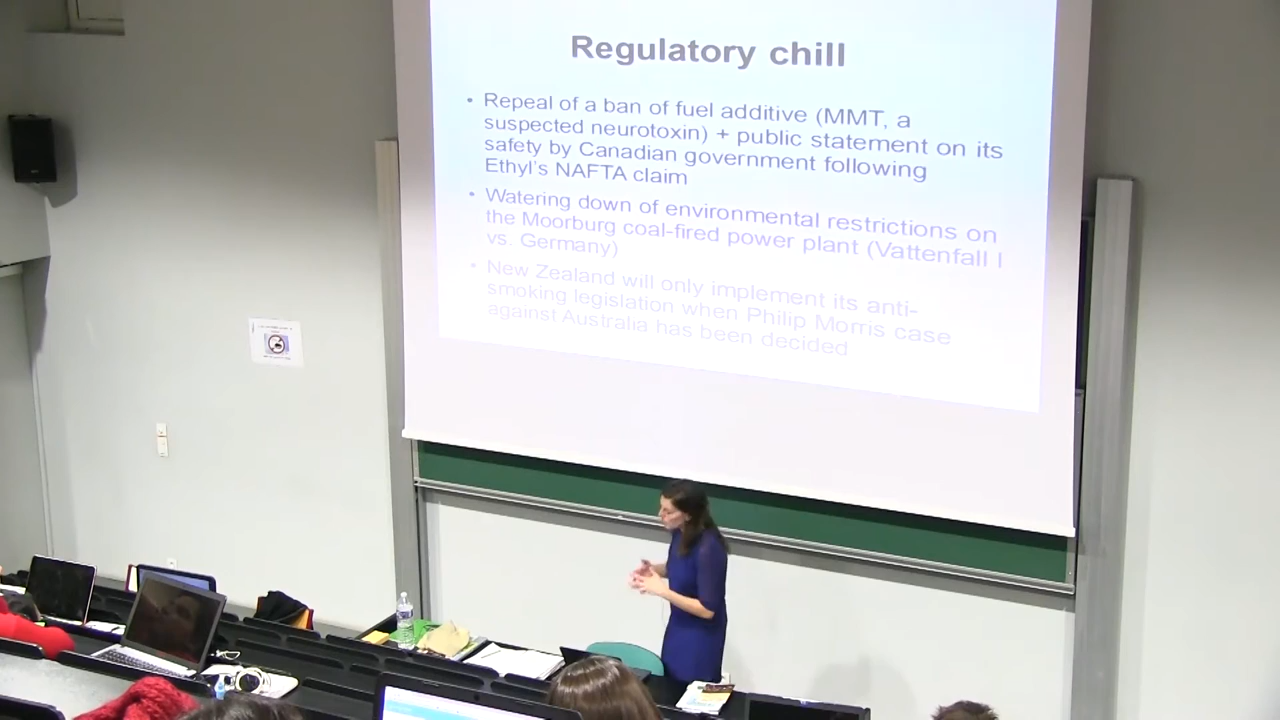 Regulatory chill
• Repeal of a ban of fuel additive (MMT, a
suspected neurotoxin) + public statement on its
safety by Canadian government following
Ethyl's NAFTA claim
• Watering down of environmental restrictions on
the Moorburg coal-fired power plant (Vattenfall I
vs. Germany)
• New Zealand will only implement its anti-
smoking legislation when Philip Morris case
against Australia has been decided